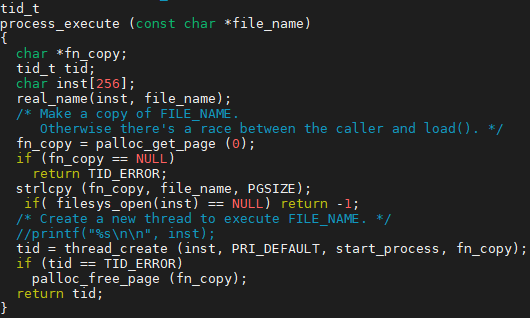 tid_t
process_execute (const char *file_name)
{
  char *fn_copy;
  tid_t tid;
  char inst[256];
  real_name(inst, file_name);
  /* Make a copy of FILE_NAME.
     Otherwise there's a race between the caller and load(). */
  fn_copy = palloc_get_page (0);
  if (fn_copy == NULL)
    return TID_ERROR;
  strlcpy (fn_copy, file_name, PGSIZE);
   if( filesys_open(inst) == NULL) return -1;
  /* Create a new thread to execute FILE_NAME. */
  //printf("%s\n\n", inst);
  tid = thread_create (inst, PRI_DEFAULT, start_process, fn_copy);
  if (tid == TID_ERROR)
    palloc_free_page (fn_copy);
  return tid;
}